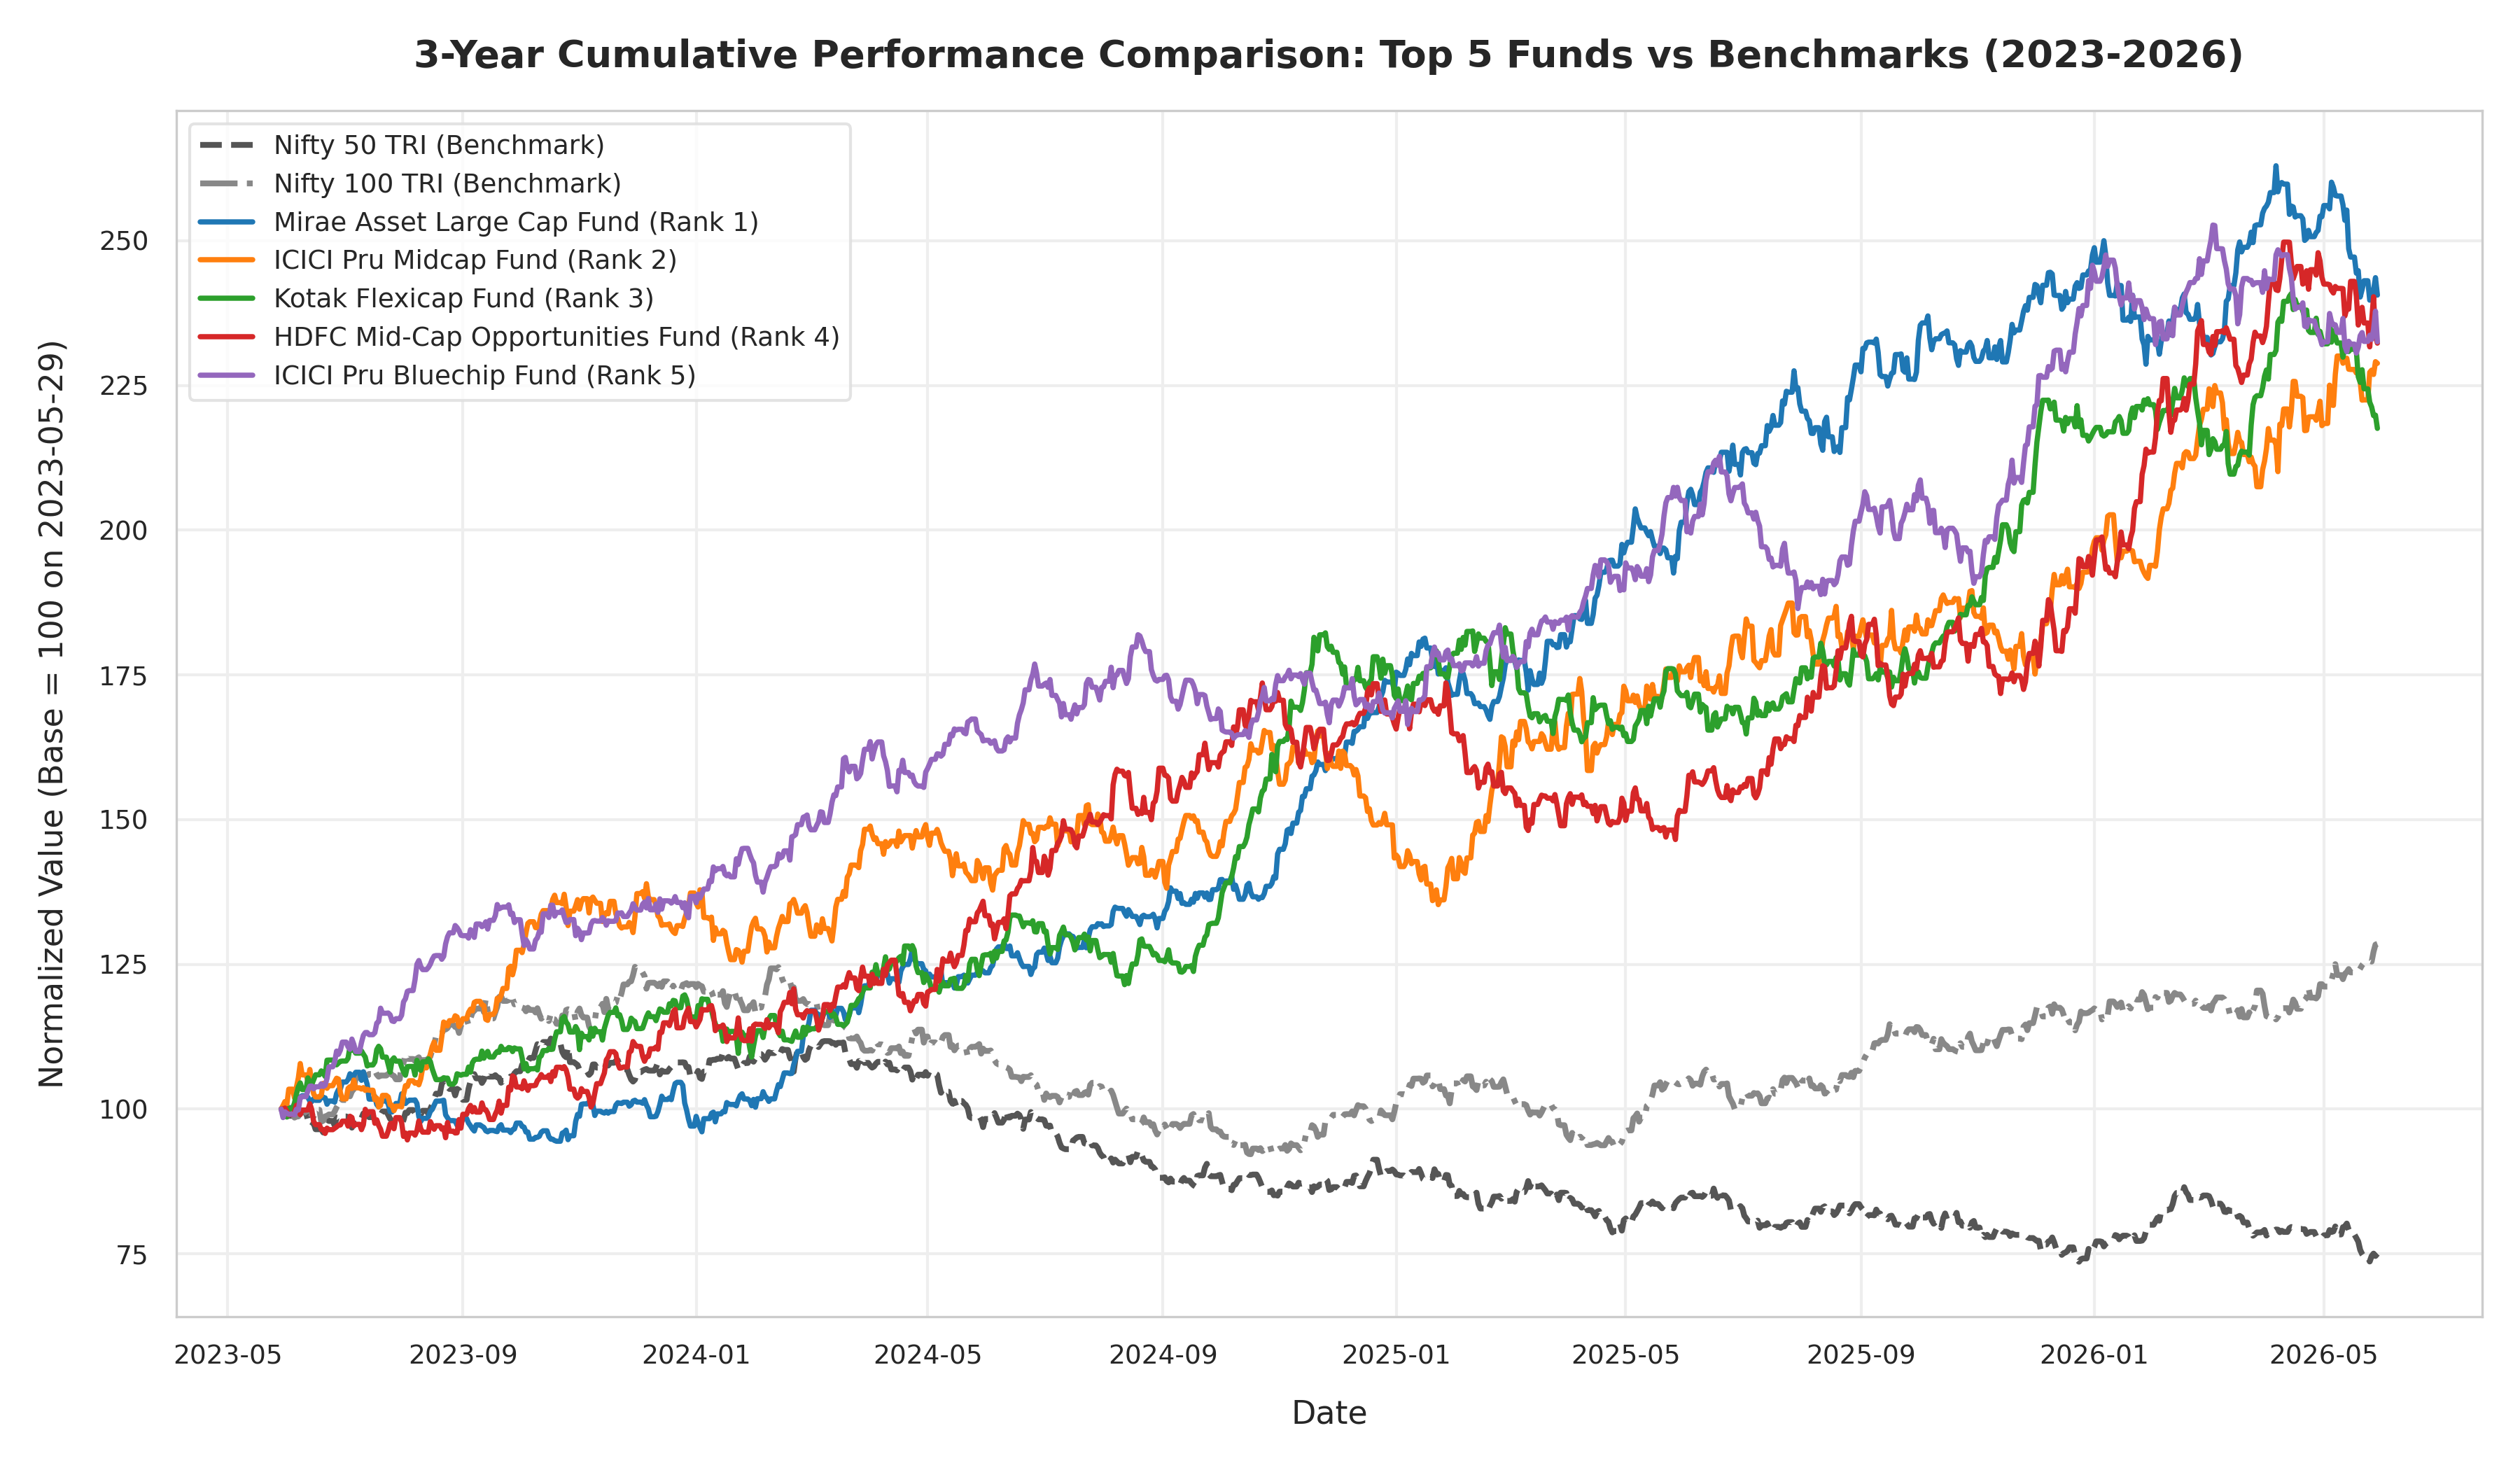 3-Year Cumulative Performance Comparison: Top 5 Funds vs Benchmarks (2023-2026)
Nifty 50 TRI (Benchmark)
Nifty 100 TRI (Benchmark)
Mirae Asset Large Cap Fund (Rank 1)
ICICI Pru Midcap Fund (Rank 2)
Kotak Flexicap Fund (Rank 3)
HDFC Mid-Cap Opportunities Fund (Rank 4)
ICICI Pru Bluechip Fund (Rank 5)
Normalized Value (Base = 100 on 2023-05-29)
250
225
200
175
150
125
100
75
2023-05 2023-09 2024-01 2024-05 2024-09 2025-01 2025-05 2025-09 2026-01 2026-05
Date